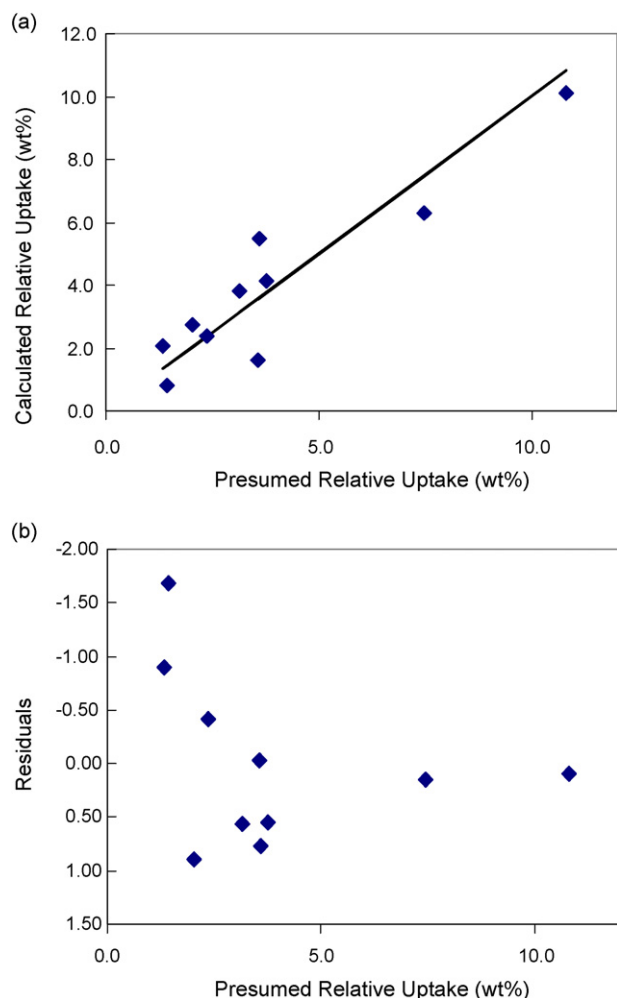 (a)
12.0
10.0
8.0
6.0
4.0
2.0
0.0
Calculated Relative Uptake (wt%)
0.0 5.0 10.0
Presumed Relative Uptake (wt%)
(b)
-2.00
-1.50
-1.00
-0.50
0.00
0.50
1.00
1.50
Residuals
0.0 5.0 10.0
Presumed Relative Uptake (wt%)